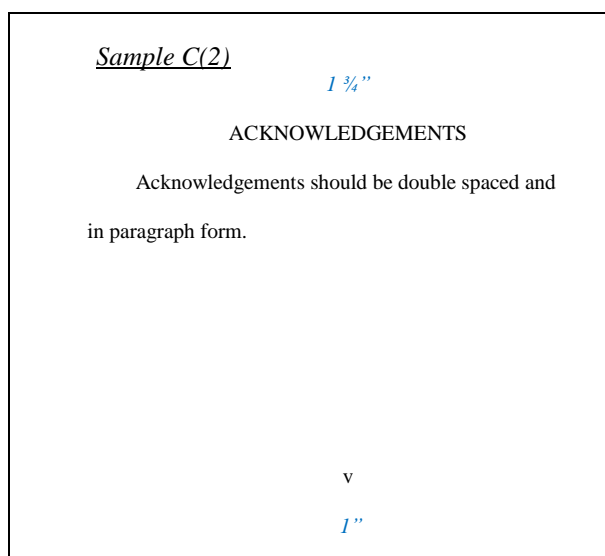 Sample C(2)
1 ¾”
ACKNOWLEDGEMENTS
Acknowledgements should be double spaced and
in paragraph form.
v
1”